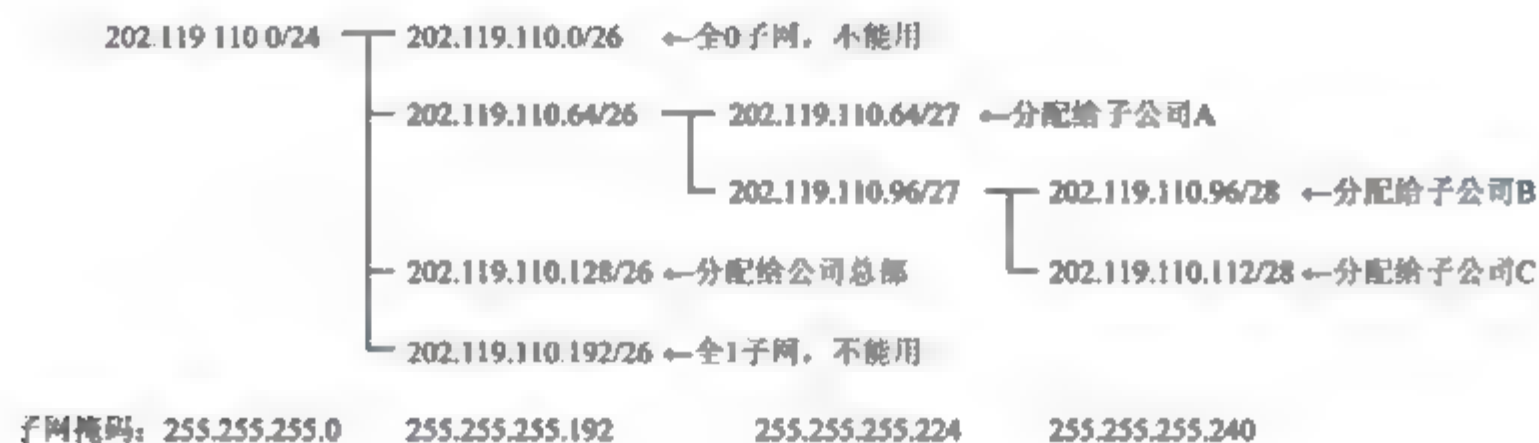 202.119 110 0/24 202.119.110.0/26 ←全0子网，不能用
202.119.110.64/26 202.119.110.64/27 ←分配给子公司A
202.119.110.96/27 202.119.110.96/28 ←分配给子公司B
202.119.110.128/26 ←分配给公司总部 202.119.110.112/28 ←分配给子公司C
202.119.110.192/26 ←全1子网，不能用
子网掩码：255.255.255.0 255.255.255.192 255.255.255.224 255.255.255.240